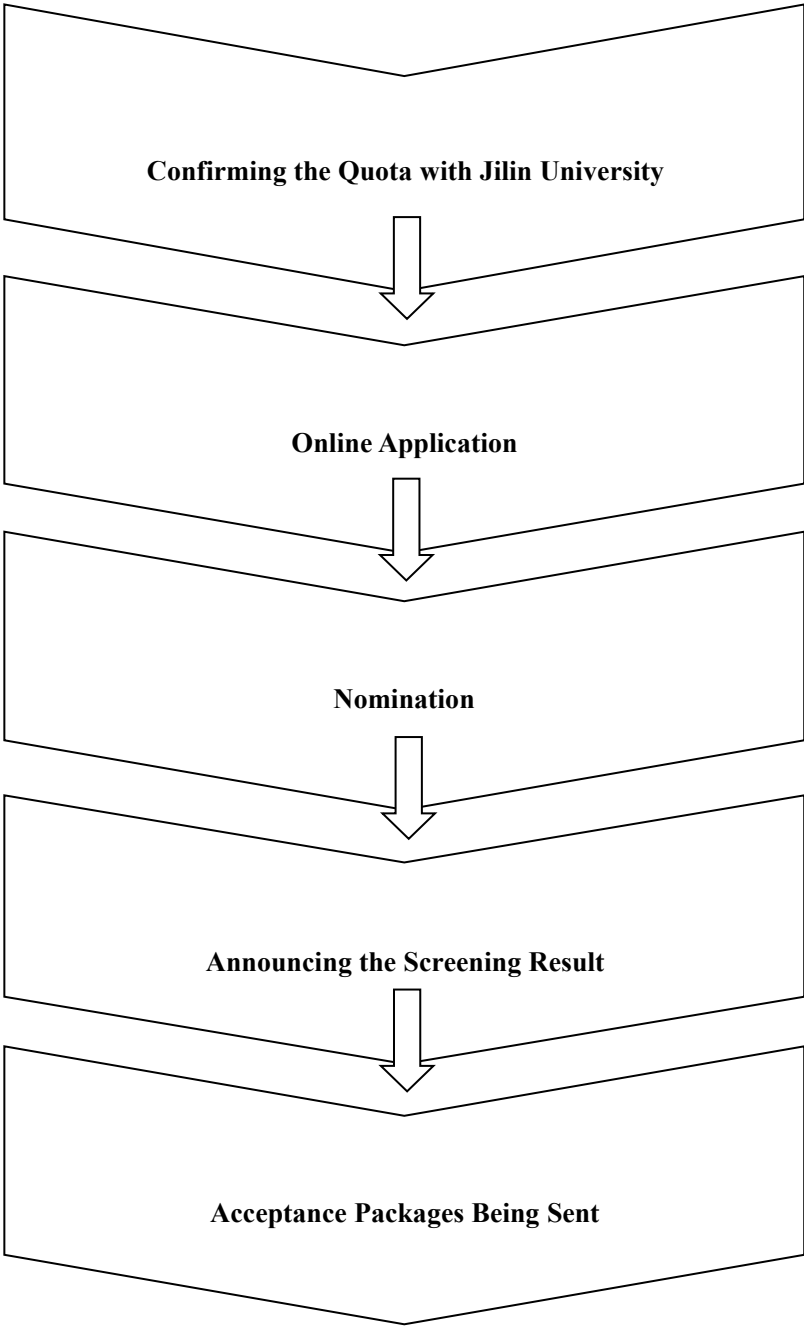 Confirming the Quota with Jilin University
Online Application
Nomination
Announcing the Screening Result
Acceptance Packages Being Sent